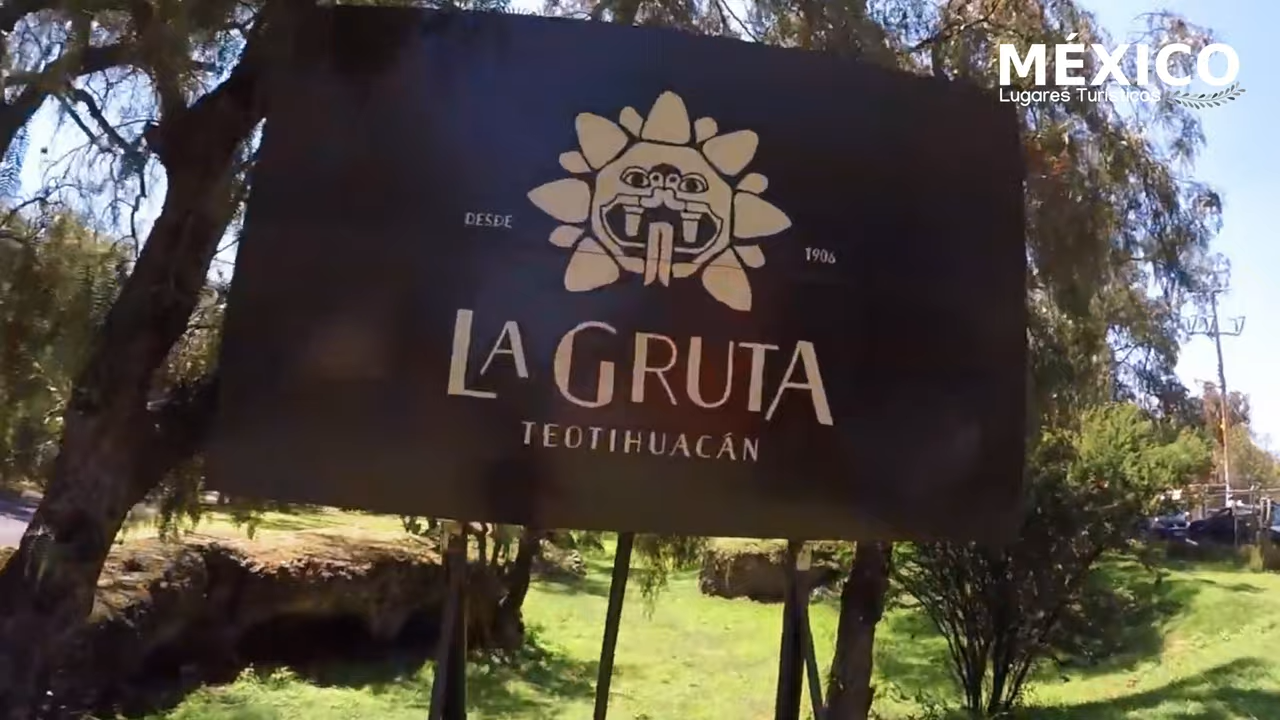 MÉXICO
Lugares Turísticos
DESDE
1906
LA GRUTA
TEOTIHUACÁN